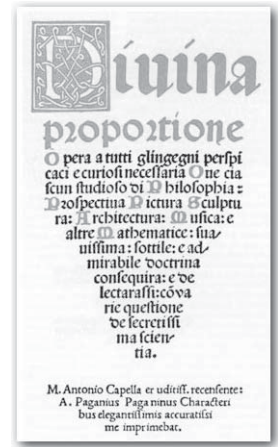 Diuina
proportione
Opera a tutti glingegni perspi
caci e curiosi necessaria Oue cia
scun studioso di Philosophia:
Prospectiua Pictura Sculptu
ra: Architectura: Musica: e
altre Mathematice: sua/
uissima: sottile: e ad/
mirabile doctrina
consequira: e de
lectarassi: cõva
rie questione
de secretissi
ma scien/
tia.
M. Antonio Capella er uditiss. recensente:
A. Paganius Paganinus Characteri
bus elegantissimis accuratissi
me imprimebat.